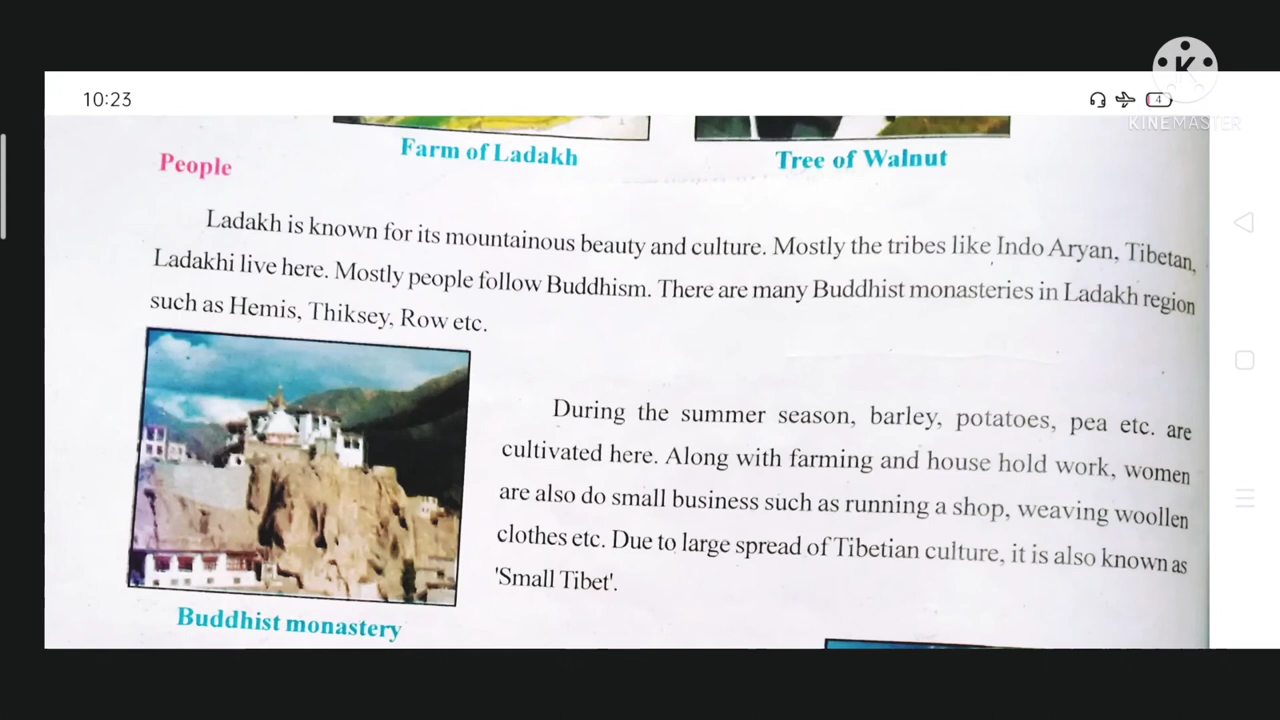 10:23
4
K
KINEMASTER
Farm of Ladakh
Tree of Walnut
People
Ladakh is known for its mountainous beauty and culture. Mostly the tribes like Indo Aryan, Tibetan,
Ladakhi live here. Mostly people follow Buddhism. There are many Buddhist monasteries in Ladakh region
such as Hemis, Thiksey, Row etc.
During the summer season, barley, potatoes, pea etc. are
cultivated here. Along with farming and house hold work, women
are also do small business such as running a shop, weaving woollen
clothes etc. Due to large spread of Tibetian culture, it is also known as
'Small Tibet'.
Buddhist monastery